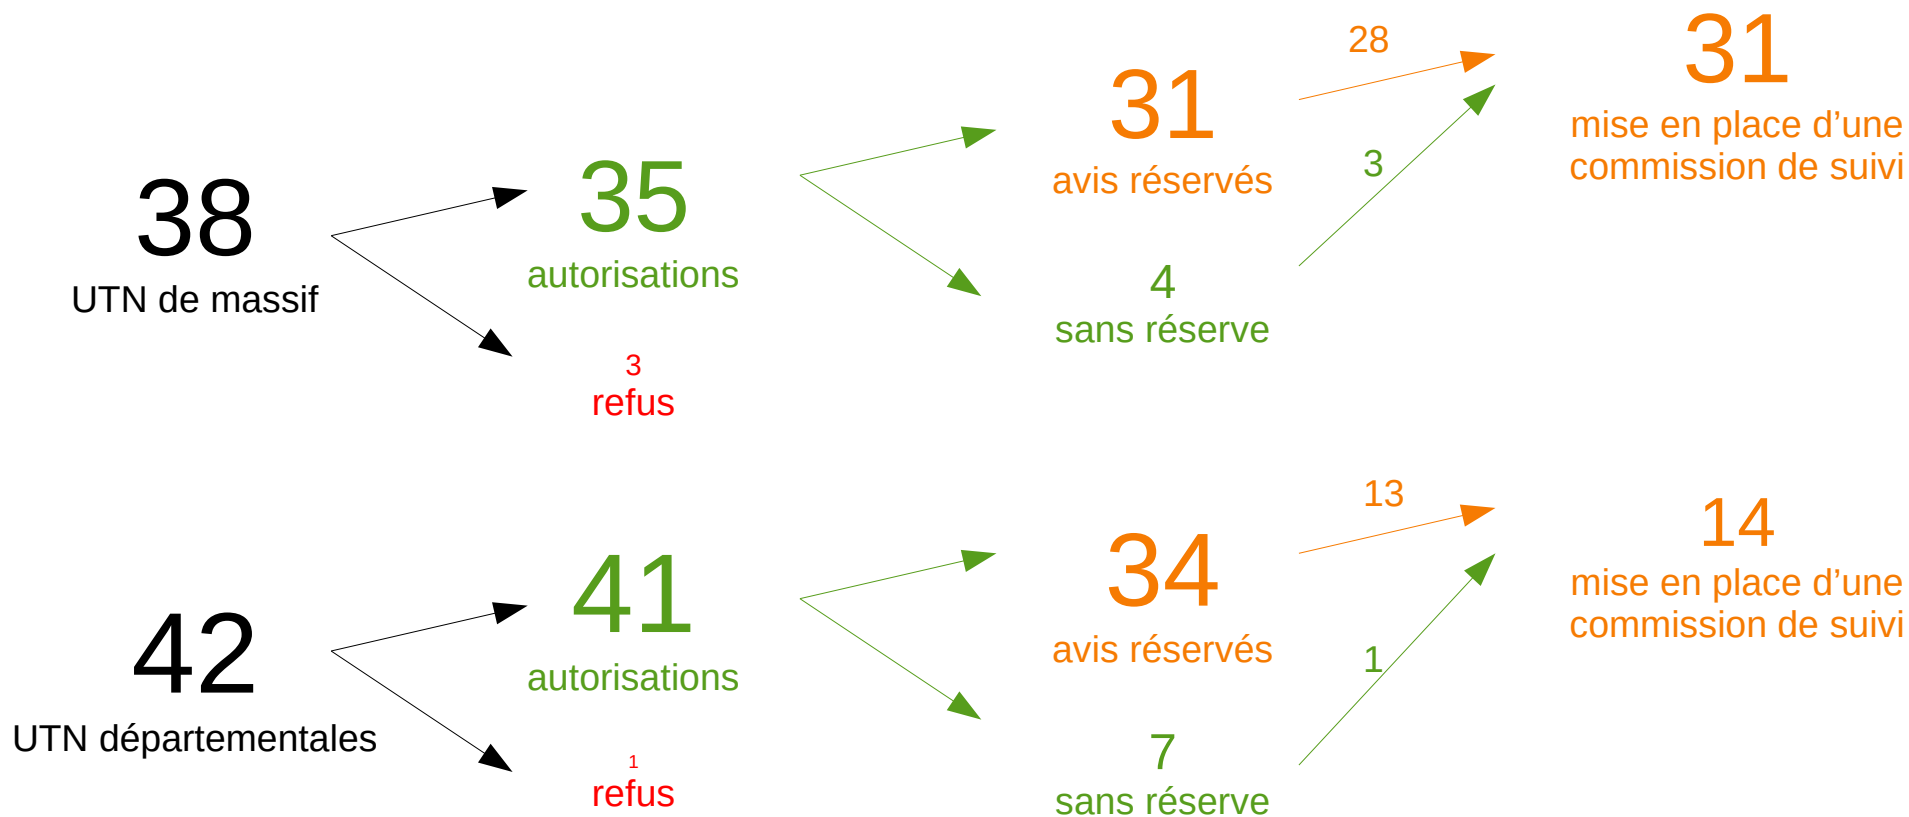 38
UTN de massif
35
autorisations
3
refus
31
avis réservés
4
sans réserve
28
3
31
mise en place d’une
commission de suivi
42
UTN départementales
41
autorisations
1
refus
34
avis réservés
7
sans réserve
13
1
14
mise en place d’une
commission de suivi